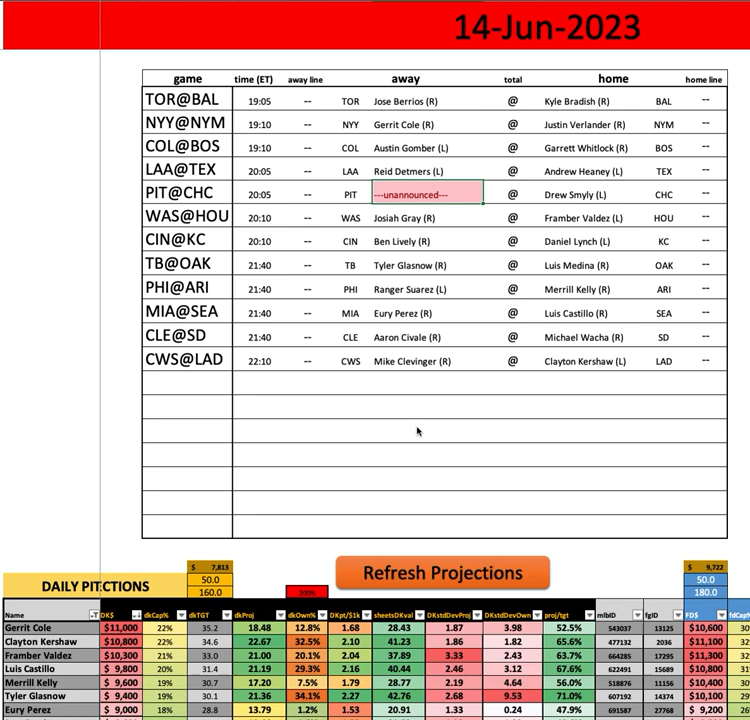 14-Jun-2023
game time (ET) away line away total home home line
TOR@BAL 19:05 -- TOR Jose Berrios (R) @ Kyle Bradish (R) BAL --
NYY@NYM 19:10 -- NYY Gerrit Cole (R) @ Justin Verlander (R) NYM --
COL@BOS 19:10 -- COL Austin Gomber (L) @ Garrett Whitlock (R) BOS --
LAA@TEX 20:05 -- LAA Reid Detmers (L) @ Andrew Heaney (L) TEX --
PIT@CHC 20:05 -- PIT ---unannounced--- @ Drew Smyly (L) CHC --
WAS@HOU 20:10 -- WAS Josiah Gray (R) @ Framber Valdez (L) HOU --
CIN@KC 20:10 -- CIN Ben Lively (R) @ Daniel Lynch (L) KC --
TB@OAK 21:40 -- TB Tyler Glasnow (R) @ Luis Medina (R) OAK --
PHI@ARI 21:40 -- PHI Ranger Suarez (L) @ Merrill Kelly (R) ARI --
MIA@SEA 21:40 -- MIA Eury Perez (R) @ Luis Castillo (R) SEA --
CLE@SD 21:40 -- CLE Aaron Civale (R) @ Michael Wacha (R) SD --
CWS@LAD 22:10 -- CWS Mike Clevinger (R) @ Clayton Kershaw (L) LAD --
$ 7,813 Refresh Projections $ 9,722
DAILY PITCTIONS 50.0 50.0
160.0 200% 180.0
Name DK$ dkCap% dkTGT dkProj dkOwn% DKpt/$1k sheetsDKval DKstdDevProj DKstdDevOwn proj/tgt mlbID fgID FD$
Gerrit Cole $11,000 22% 35.2 18.48 12.8% 1.68 28.43 1.87 3.98 52.5% 543037 13125 $10,600
Clayton Kershaw $10,800 22% 34.6 22.67 32.5% 2.10 41.23 1.86 1.82 65.6% 477132 2036 $11,100
Framber Valdez $10,300 21% 33.0 21.00 20.1% 2.04 37.89 3.33 2.43 63.7% 664285 17295 $11,300
Luis Castillo $ 9,800 20% 31.4 21.19 29.3% 2.16 40.44 2.46 3.12 67.6% 622491 15689 $10,800
Merrill Kelly $ 9,600 19% 30.7 17.20 7.5% 1.79 28.77 2.68 4.64 56.0% 518876 11156 $10,400
Tyler Glasnow $ 9,400 19% 30.1 21.36 34.1% 2.27 42.76 2.68 9.53 71.0% 607192 14374 $10,100
Eury Perez $ 9,000 18% 28.8 13.79 1.2% 1.53 20.91 1.33 0.24 47.9% 691587 27768 $ 9,200